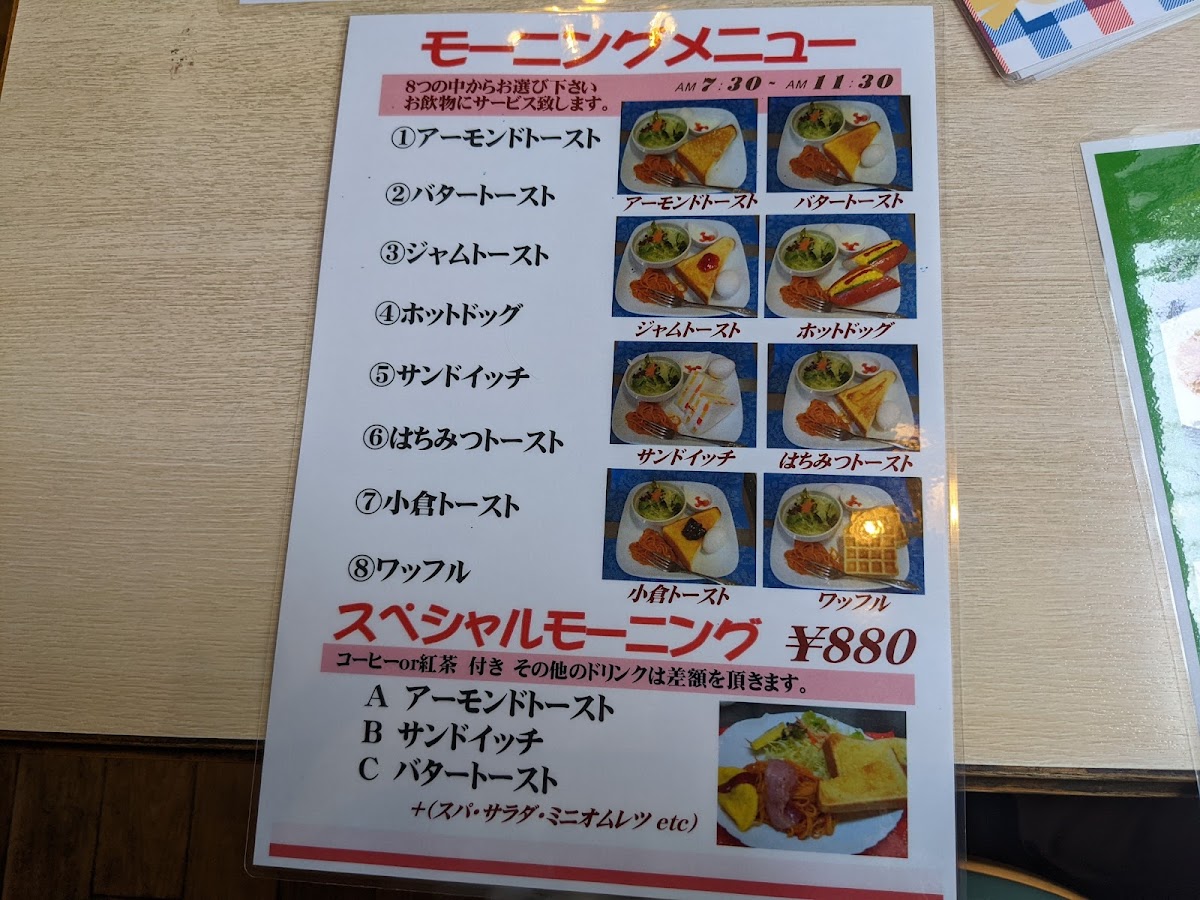 モーニングメニュー
8つの中からお選び下さい
お飲物にサービス致します。
AM 7:30 ~ AM 11:30
①アーモンドトースト
②バタートースト
③ジャムトースト
④ホットドッグ
⑤サンドイッチ
⑥はちみつトースト
⑦小倉トースト
⑧ワッフル
アーモンドトースト
バタートースト
ジャムトースト
ホットドッグ
サンドイッチ
はちみつトースト
小倉トースト
ワッフル
スペシャルモーニング ¥880
コーヒーor紅茶 付き その他のドリンクは差額を頂きます。
A アーモンドトースト
B サンドイッチ
C バタートースト
+(スパ・サラダ・ミニオムレツ etc)